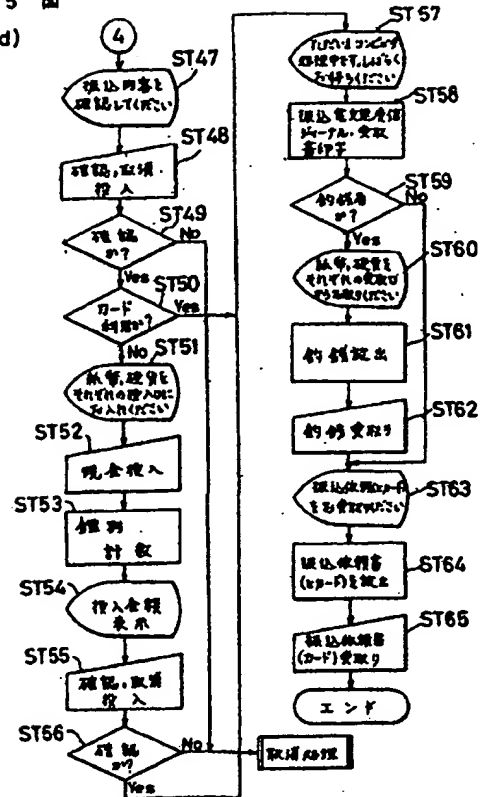 5 図
d)
4
ST47
振込内容を
確認してください
ST48
確認,取消
投入
ST49
確認
か?
No
Yes
ST50
カード
利用か?
Yes
No
ST51
紙幣,硬貨を
それぞれの投入口に
お入れください
ST52
現金投入
ST53
鑑別
計数
ST54
投入金額
表示
ST55
確認,取消
投入
ST56
確認
か?
No
Yes
取消処理
ST57
ただいまコンピュータ
処理中です。しばらく
お待ちください
ST58
振込電文送受信
ジャーナル,受取
書印字
ST59
釣銭有
か?
No
Yes
ST60
紙幣,硬貨を
それぞれの受取口
からお取りください
ST61
釣銭放出
ST62
釣銭受取り
ST63
振込依頼書とカード
をお受取りください
ST64
振込依頼書
(とカード)を放出
ST65
振込依頼書
(カード)受取り
エンド